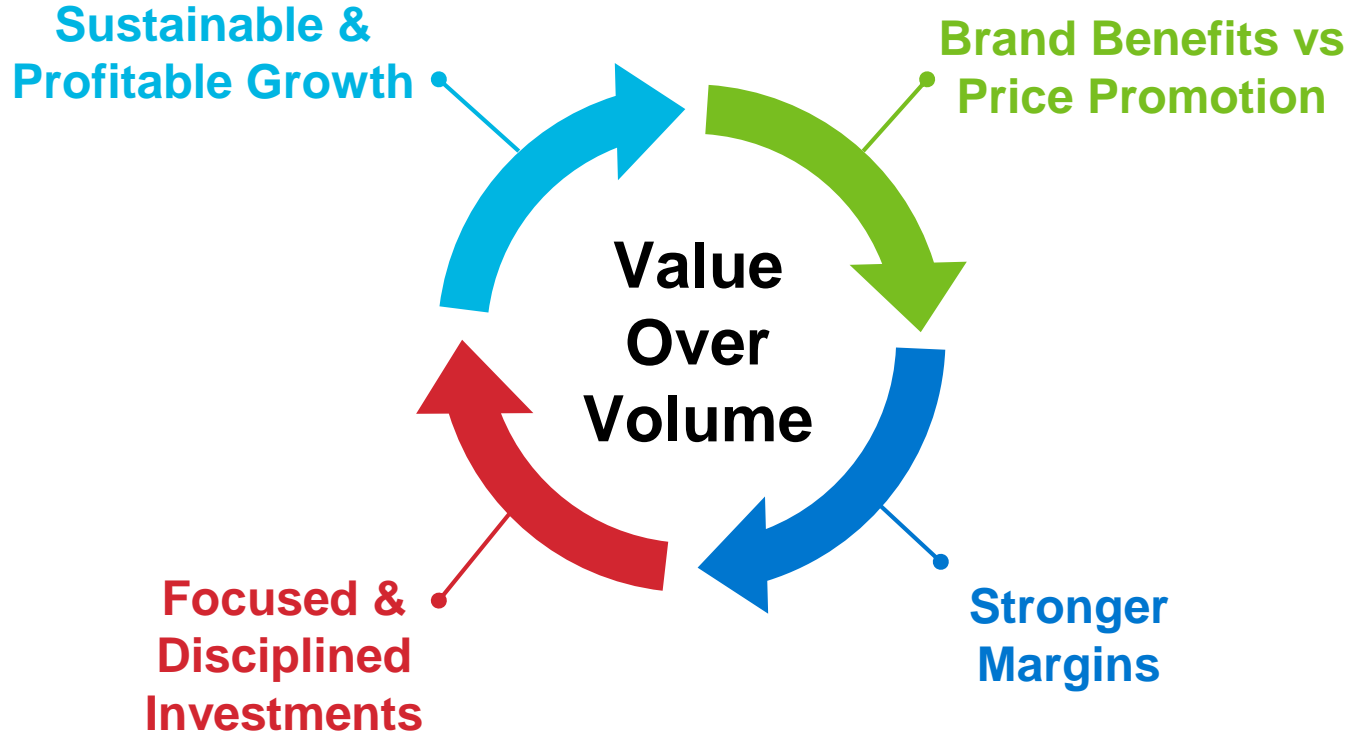 Sustainable &
Profitable Growth
Brand Benefits vs
Price Promotion
Value
Over
Volume
Focused &
Disciplined
Investments
Stronger
Margins